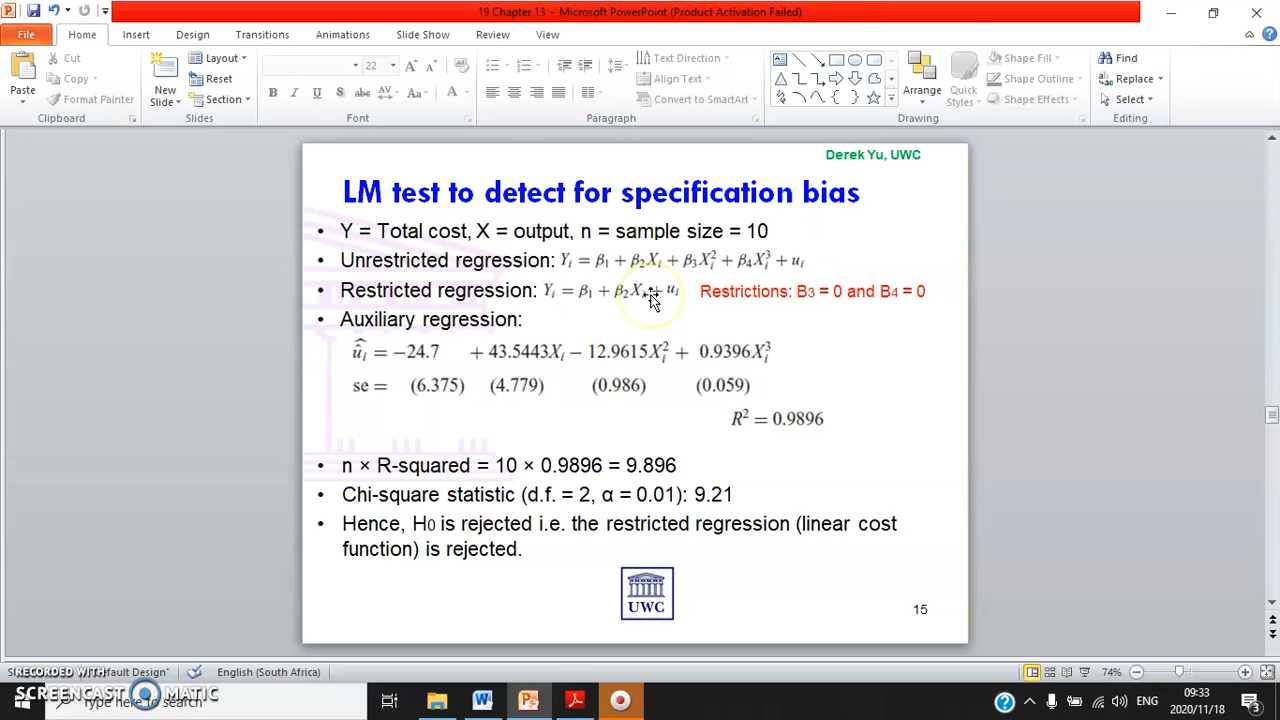 19 Chapter 13 - Microsoft PowerPoint (Product Activation Failed)
File Home Insert Design Transitions Animations Slide Show Review View
Cut
Copy
Format Painter
Paste
Clipboard
New Slide
Layout
Reset
Section
Slides
22
Font
Text Direction
Align Text
Convert to SmartArt
Paragraph
Arrange
Quick Styles
Shape Fill
Shape Outline
Shape Effects
Drawing
Find
Replace
Select
Editing
Derek Yu, UWC
LM test to detect for specification bias
• Y = Total cost, X = output, n = sample size = 10
• Unrestricted regression: Yi = β1 + β2Xi + β3Xi² + β4Xi³ + ui
• Restricted regression: Yi = β1 + β2Xi + ui Restrictions: B3 = 0 and B4 = 0
• Auxiliary regression:
ûi = −24.7 + 43.5443Xi − 12.9615Xi² + 0.9396Xi³
se = (6.375) (4.779) (0.986) (0.059)
R² = 0.9896
• n × R-squared = 10 × 0.9896 = 9.896
• Chi-square statistic (d.f. = 2, α = 0.01): 9.21
• Hence, H0 is rejected i.e. the restricted regression (linear cost
function) is rejected.
UWC
15
Default Design" English (South Africa) 74%
RECORDED WITH
SCREENCAST MATIC
Type here to search
ENG
09:33
2020/11/18
3